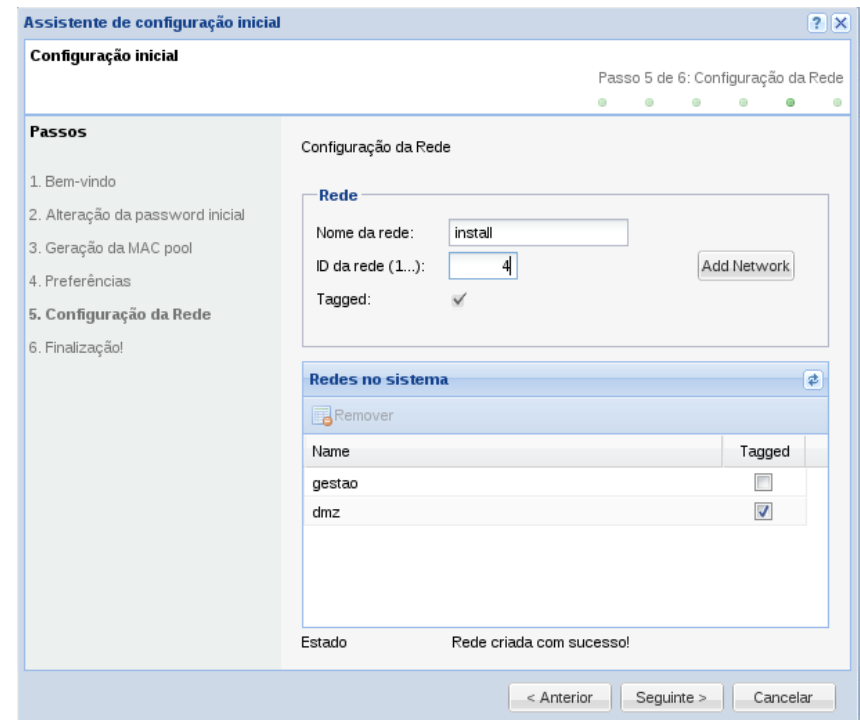 Assistente de configuração inicial
Configuração inicial
Passo 5 de 6: Configuração da Rede
Passos
1. Bem-vindo
2. Alteração da password inicial
3. Geração da MAC pool
4. Preferências
5. Configuração da Rede
6. Finalização!
Configuração da Rede
Rede
Nome da rede: install
ID da rede (1...): 4 Add Network
Tagged:
Redes no sistema
Remover
Name Tagged
gestao
dmz
Estado Rede criada com sucesso!
< Anterior Seguinte > Cancelar